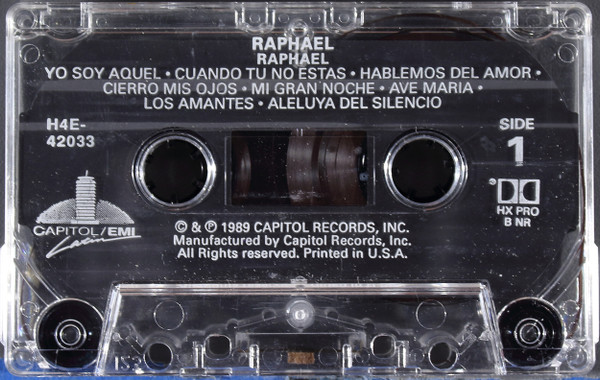 RAPHAEL
RAPHAEL
YO SOY AQUEL • CUANDO TU NO ESTAS • HABLEMOS DEL AMOR •
CIERRO MIS OJOS • MI GRAN NOCHE • AVE MARIA •
LOS AMANTES • ALELUYA DEL SILENCIO
H4E-
42033
SIDE
1
CAPITOL/EMI
Latin
HX PRO
B NR
© & ℗ 1989 CAPITOL RECORDS, INC.
Manufactured by Capitol Records, Inc.
All Rights reserved. Printed in U.S.A.